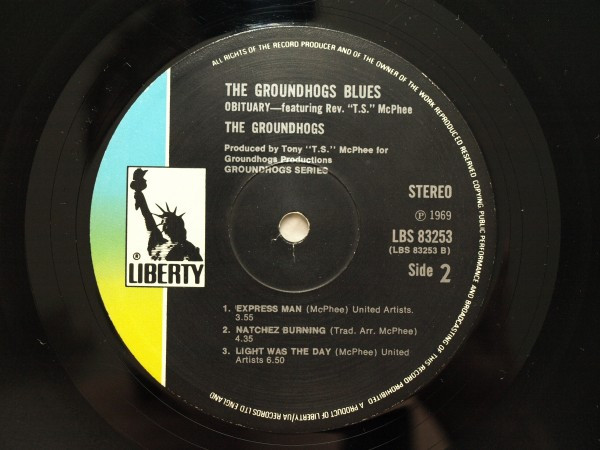 ALL RIGHTS OF THE RECORD PRODUCER AND OF THE OWNER OF THE WORK REPRODUCED RESERVED COPYING PUBLIC PERFORMANCE AND BROADCASTING OF THIS RECORD PROHIBITED. A PRODUCT OF LIBERTY/UA RECORDS LTD ENGLAND
THE GROUNDHOGS BLUES
OBITUARY—featuring Rev. "T.S." McPhee
THE GROUNDHOGS
Produced by Tony "T.S." McPhee for
Groundhogs Productions
GROUNDHOGS SERIES
STEREO
℗ 1969
LBS 83253
(LBS 83253 B)
Side 2
® LIBERTY
1. EXPRESS MAN (McPhee) United Artists.
3.55
2. NATCHEZ BURNING (Trad. Arr. McPhee)
4.35
3. LIGHT WAS THE DAY (McPhee) United
Artists 6.50